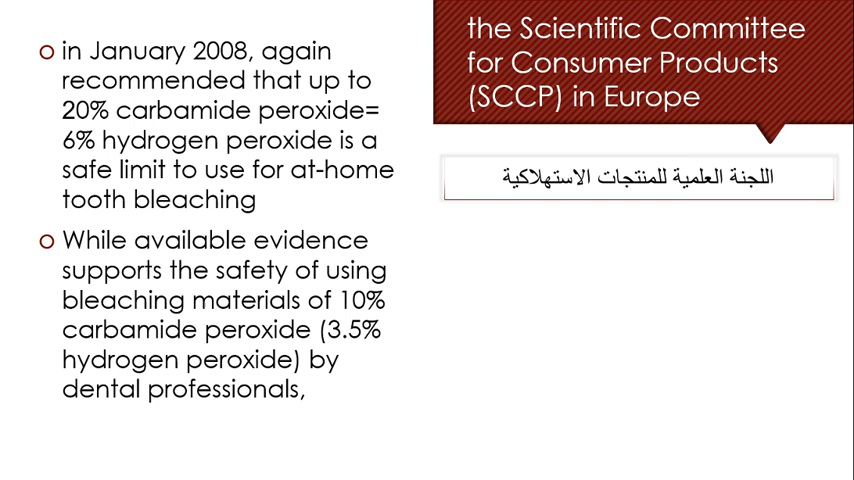 the Scientific Committee
for Consumer Products
(SCCP) in Europe
اللجنة العلمية للمنتجات الاستهلاكية
in January 2008, again
recommended that up to
20% carbamide peroxide=
6% hydrogen peroxide is a
safe limit to use for at-home
tooth bleaching
While available evidence
supports the safety of using
bleaching materials of 10%
carbamide peroxide (3.5%
hydrogen peroxide) by
dental professionals,